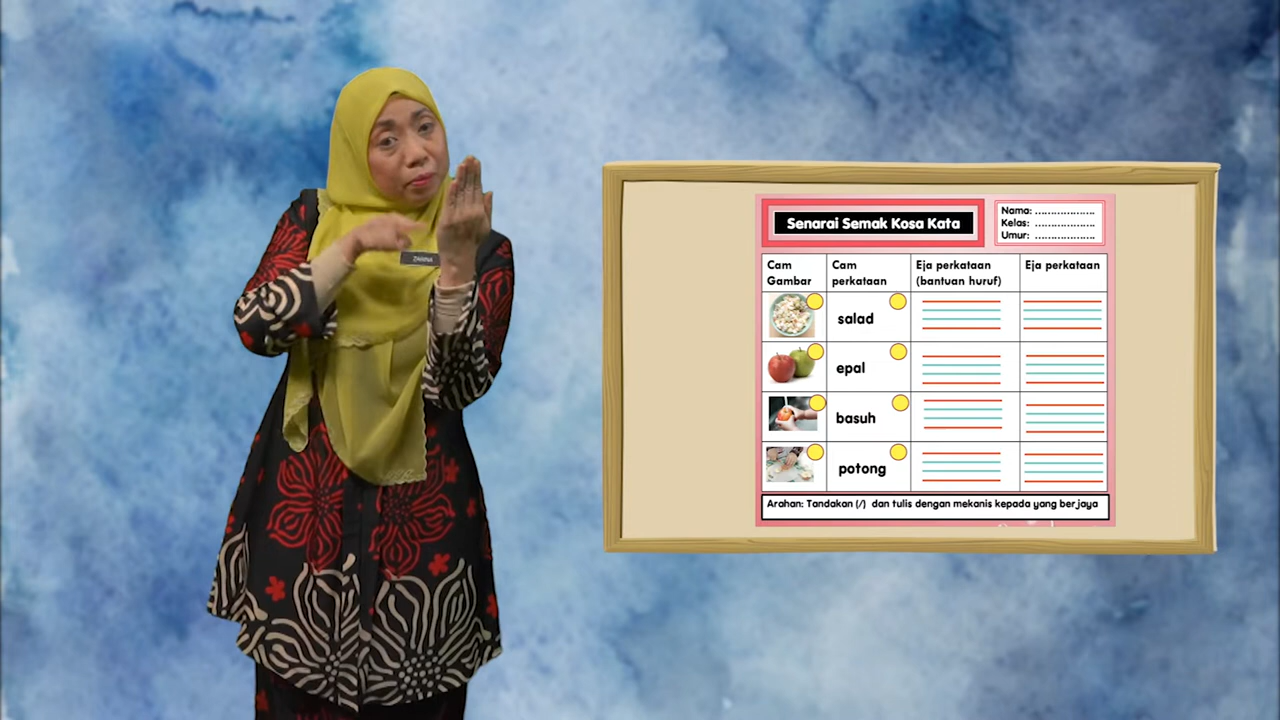 ZAKINA
Senarai Semak Kosa Kata
Nama: ...................
Kelas: ...................
Umur: ...................
Cam Gambar
Cam perkataan
Eja perkataan (bantuan huruf)
Eja perkataan
salad
epal
basuh
potong
Arahan: Tandakan (/) dan tulis dengan mekanis kepada yang berjaya